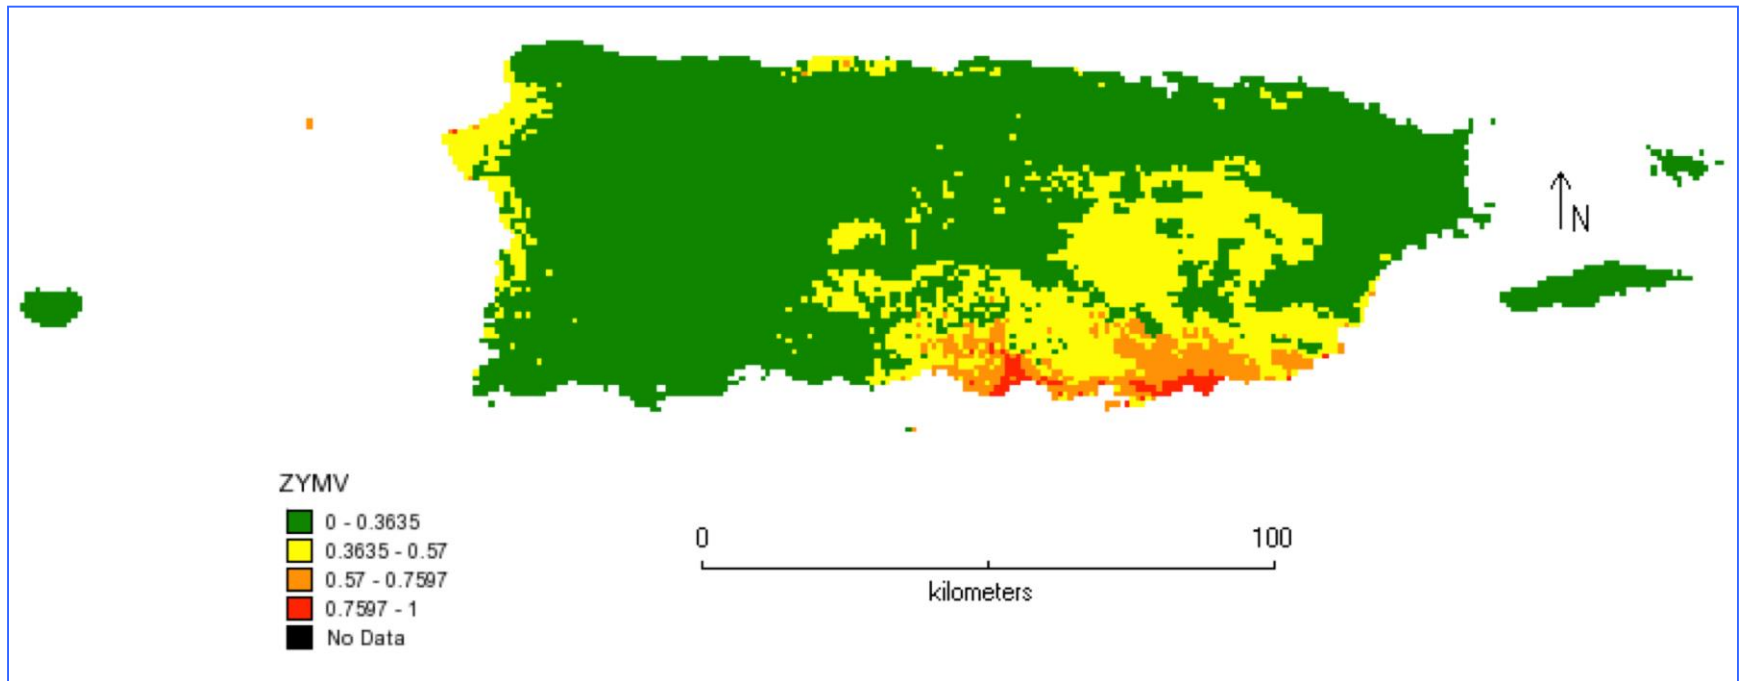 N
ZYMV
0 - 0.3635
0.3635 - 0.57
0.57 - 0.7597
0.7597 - 1
No Data
0 100
kilometers